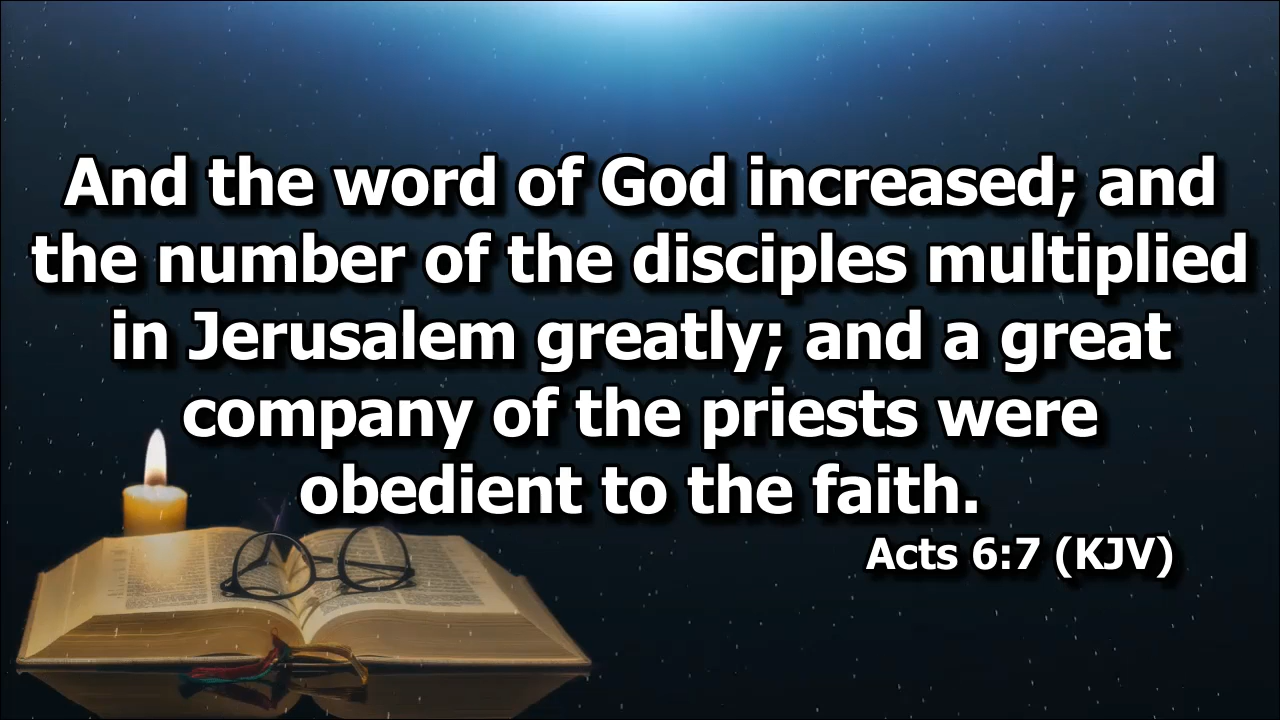 And the word of God increased; and
the number of the disciples multiplied
in Jerusalem greatly; and a great
company of the priests were
obedient to the faith.
Acts 6:7 (KJV)